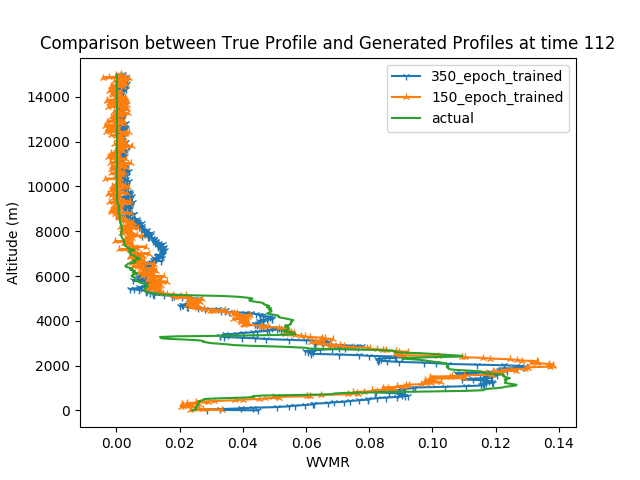 Comparison between True Profile and Generated Profiles at time 112
350_epoch_trained
150_epoch_trained
actual
Altitude (m)
14000
12000
10000
8000
6000
4000
2000
0
0.00 0.02 0.04 0.06 0.08 0.10 0.12 0.14
WVMR